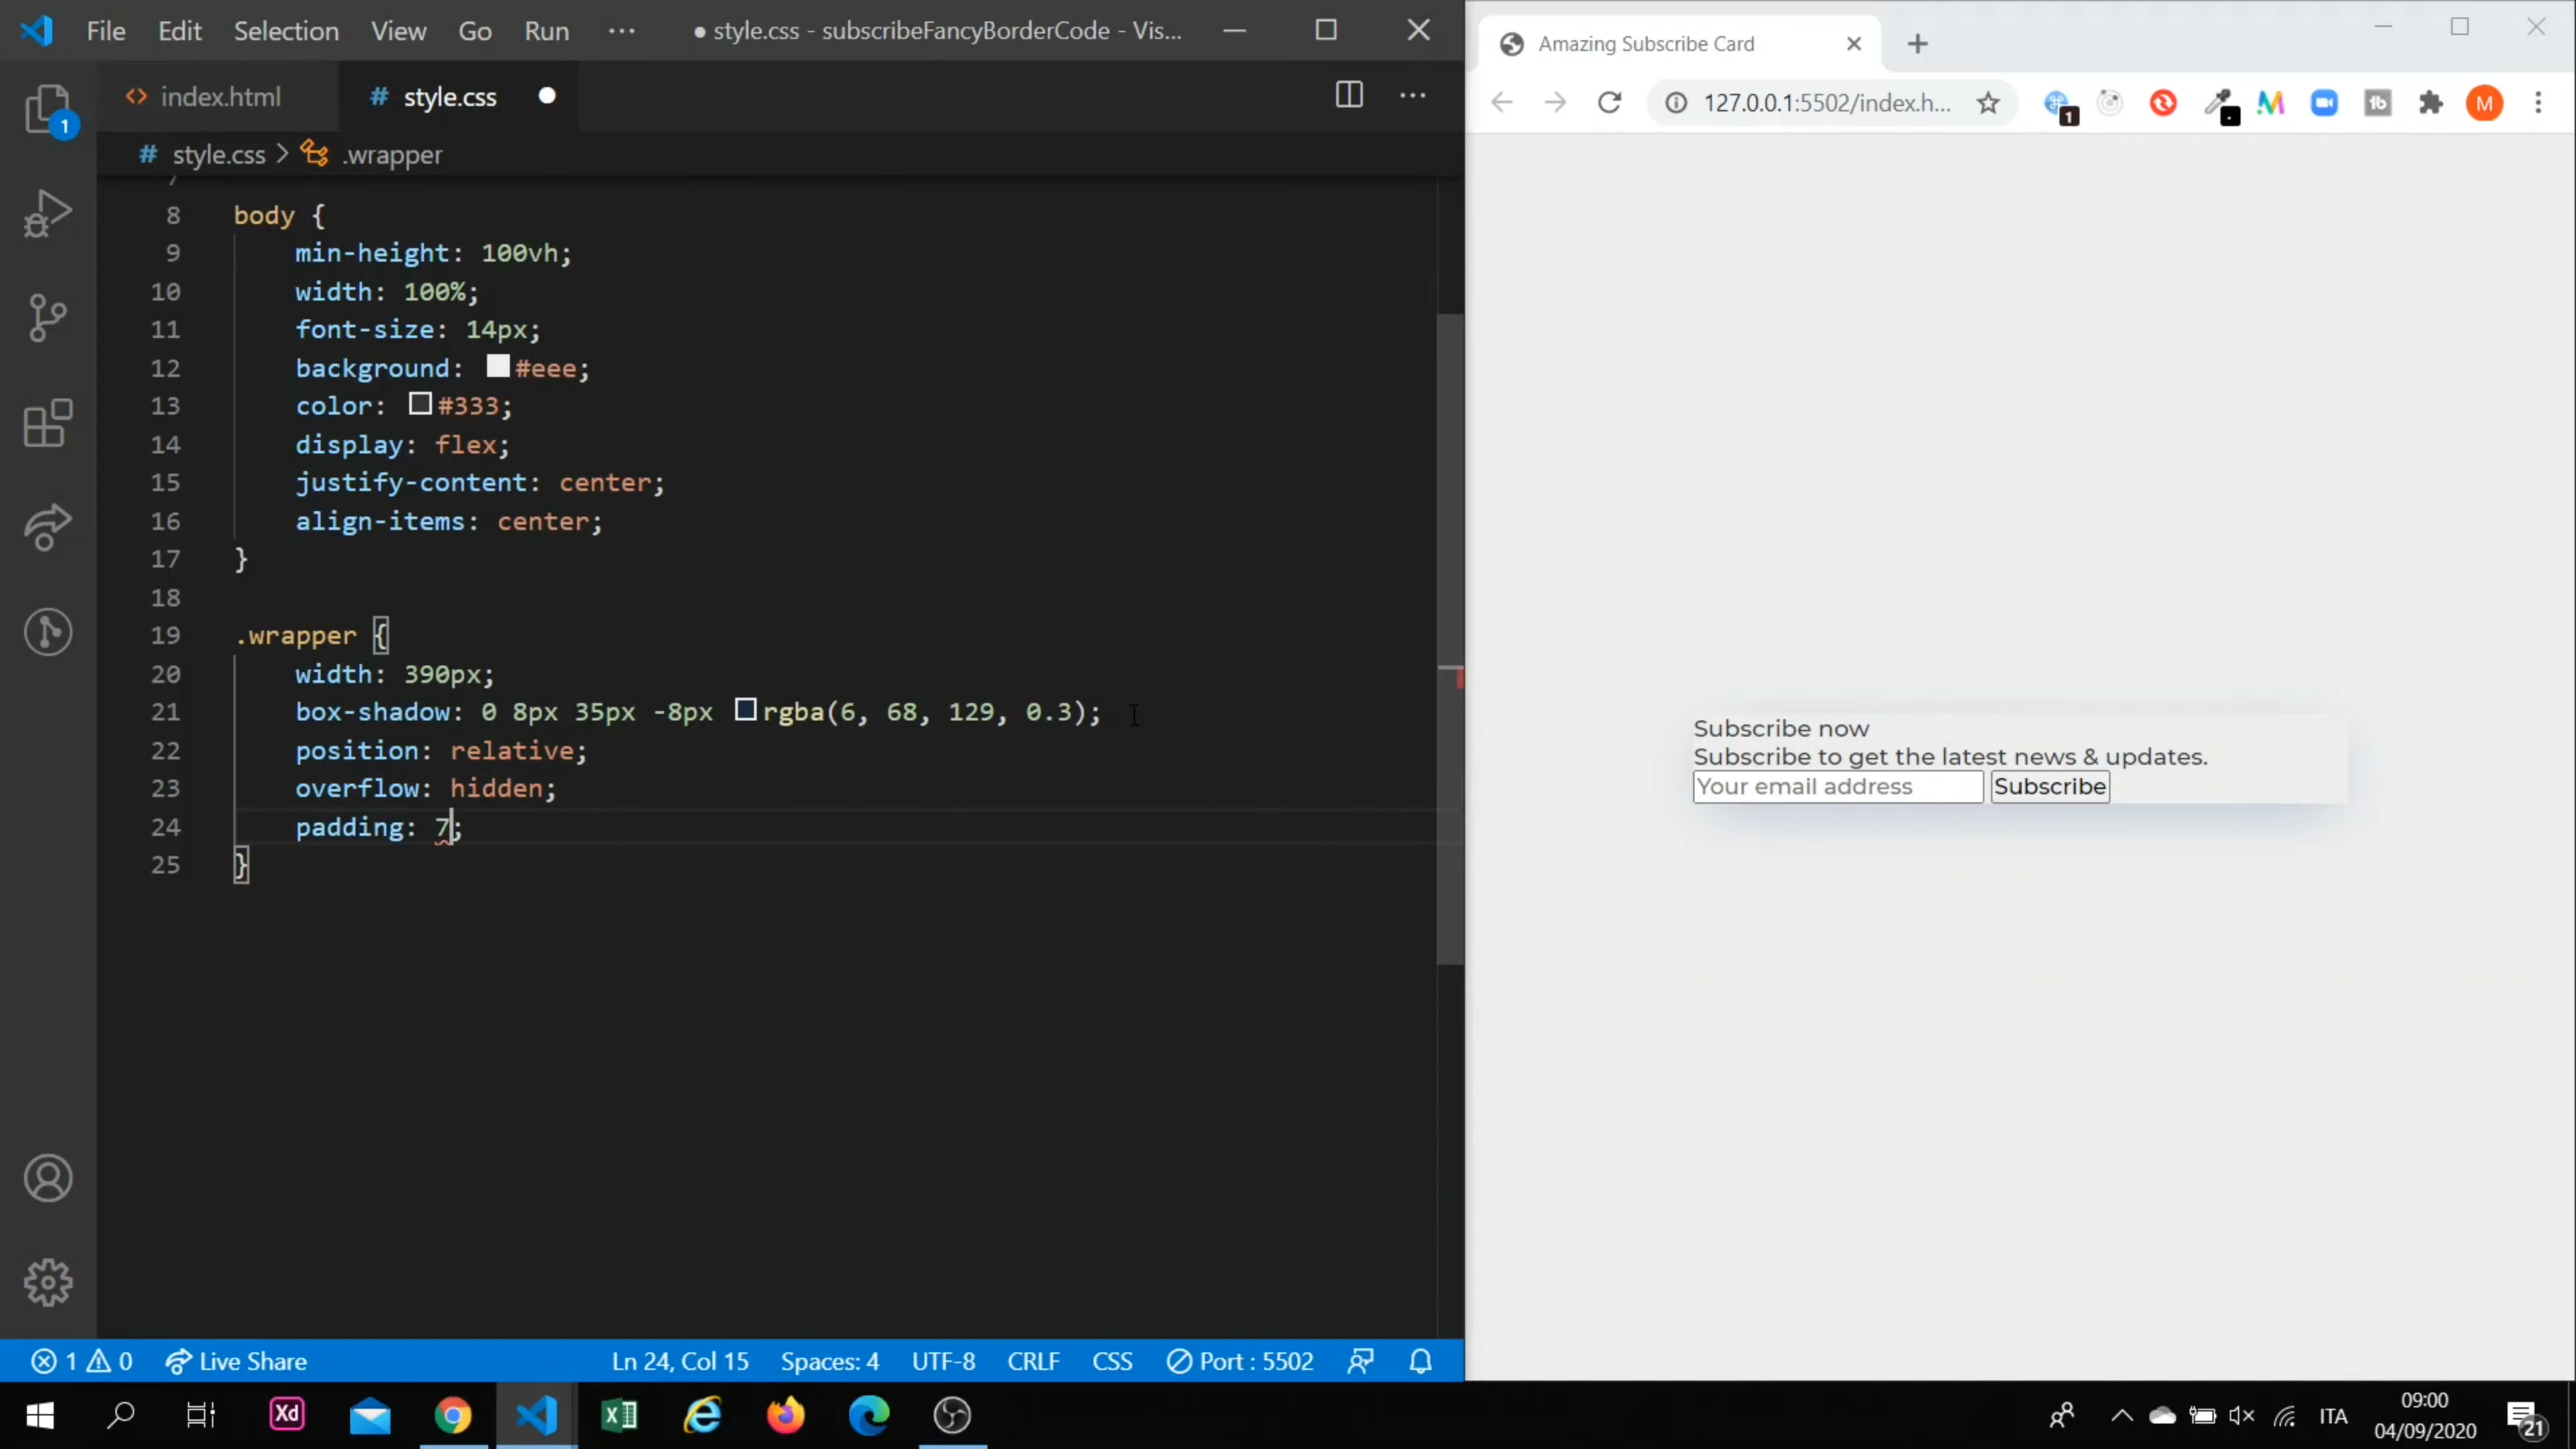 File Edit Selection View Go Run ··· ● style.css - subscribeFancyBorderCode - Vis...
<> index.html # style.css
# style.css > .wrapper
7
8 body {
9 min-height: 100vh;
10 width: 100%;
11 font-size: 14px;
12 background: #eee;
13 color: #333;
14 display: flex;
15 justify-content: center;
16 align-items: center;
17 }
18
19 .wrapper {
20 width: 390px;
21 box-shadow: 0 8px 35px -8px rgba(6, 68, 129, 0.3);
22 position: relative;
23 overflow: hidden;
24 padding: 7;
25 }
1
1 0 Live Share Ln 24, Col 15 Spaces: 4 UTF-8 CRLF CSS Port : 5502
Amazing Subscribe Card
127.0.0.1:5502/index.h...
1
M
Subscribe now
Subscribe to get the latest news & updates.
Your email address Subscribe
Xd
ITA
09:00
04/09/2020
21